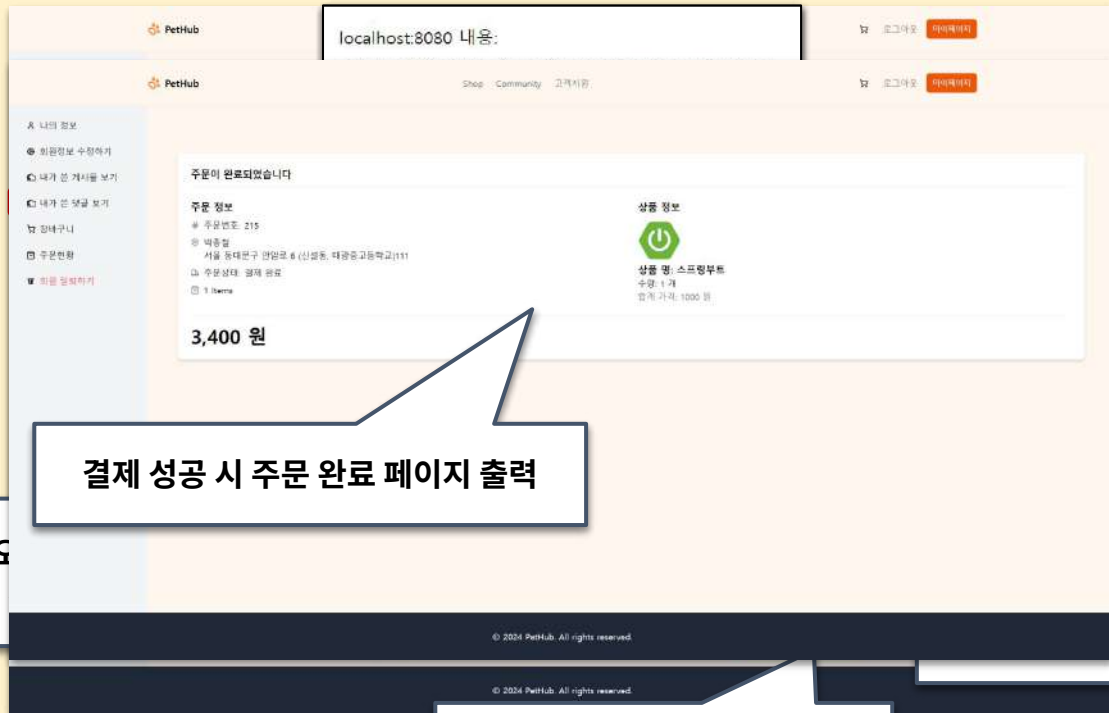 PetHub
localhost:8080 내용:
로그아웃 마이페이지
PetHub
Shop Community 고객지원
로그아웃 마이페이지
나의 정보
회원정보 수정하기
내가 쓴 게시물 보기
내가 쓴 댓글 보기
장바구니
주문현황
회원 탈퇴하기
주문이 완료되었습니다
주문 정보
주문번호: 215
박종철
서울 동대문구 안암로 6 (신설동, 대광중고등학교)111
주문상태: 결제 완료
1 Items
3,400 원
상품 정보
상품 명: 스프링부트
수량: 1 개
합계 가격: 1000 원
결제 성공 시 주문 완료 페이지 출력
© 2024 PetHub. All rights reserved.
© 2024 PetHub. All rights reserved.